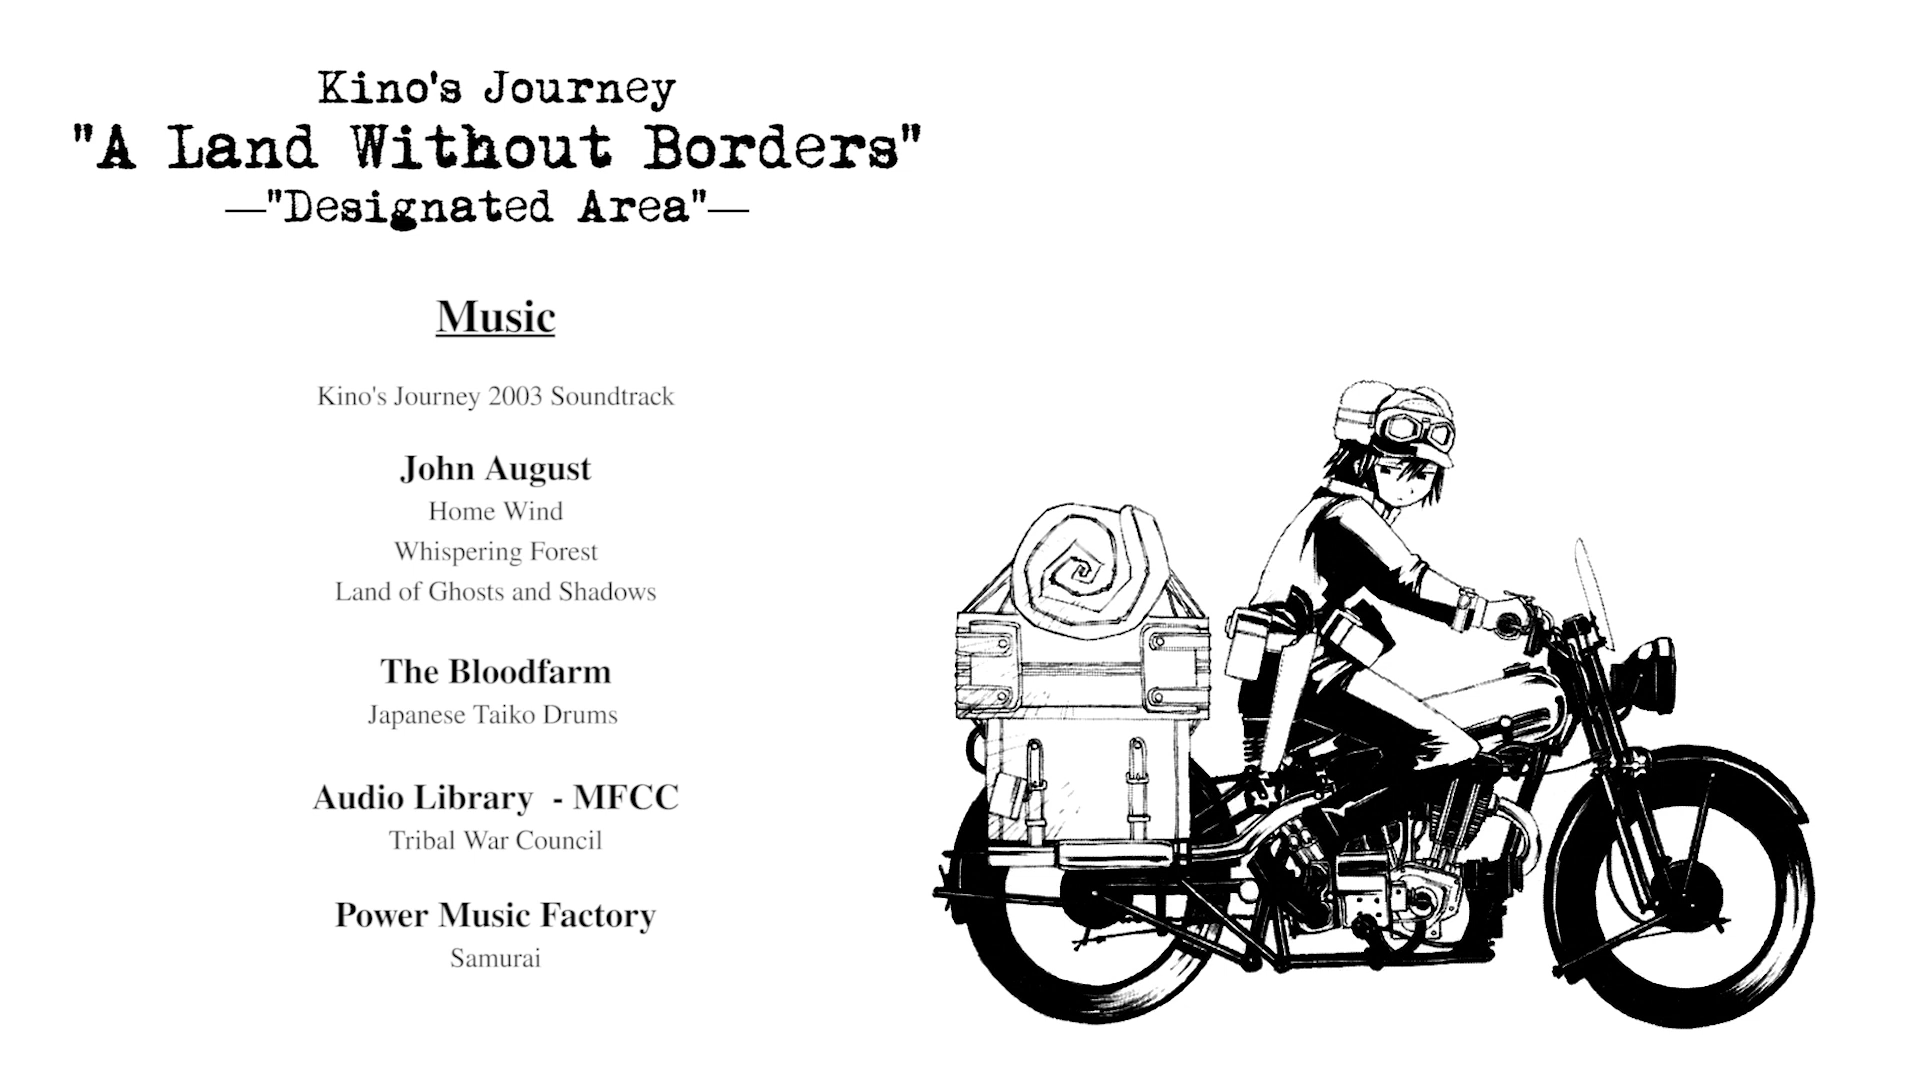 Kino's Journey
"A Land Without Borders"
—"Designated Area"—
Music
Kino's Journey 2003 Soundtrack
John August
Home Wind
Whispering Forest
Land of Ghosts and Shadows
The Bloodfarm
Japanese Taiko Drums
Audio Library - MFCC
Tribal War Council
Power Music Factory
Samurai